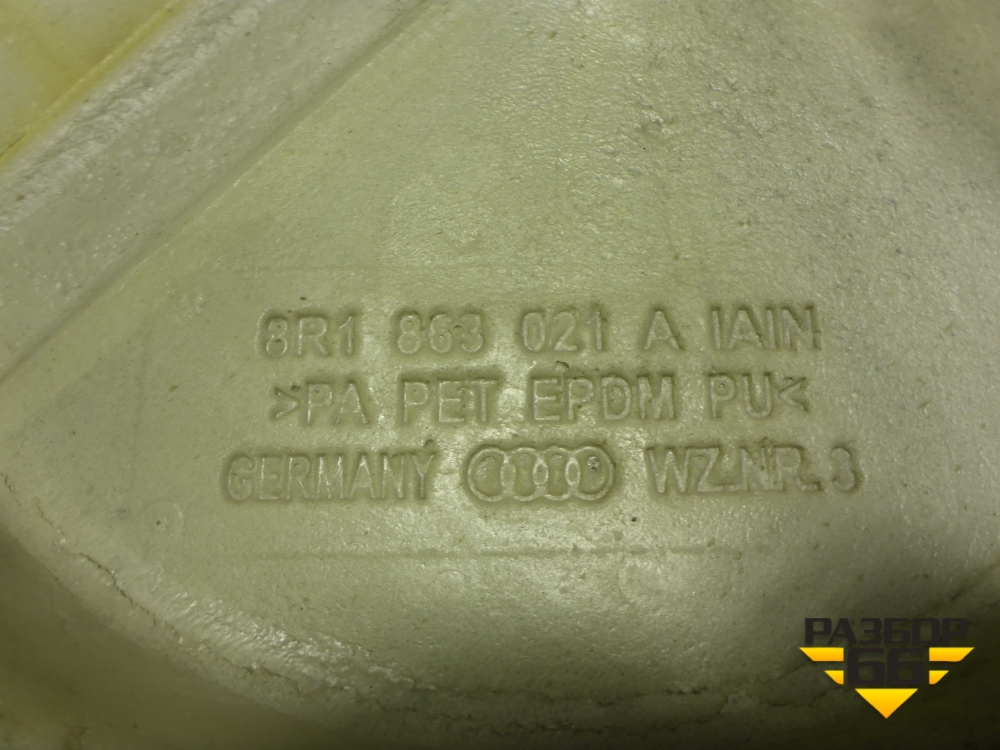 8R1 863 021 A IAIN
>PA PET EPDM PU<
GERMANY WZ.NR. 3
РАЗБОР
66